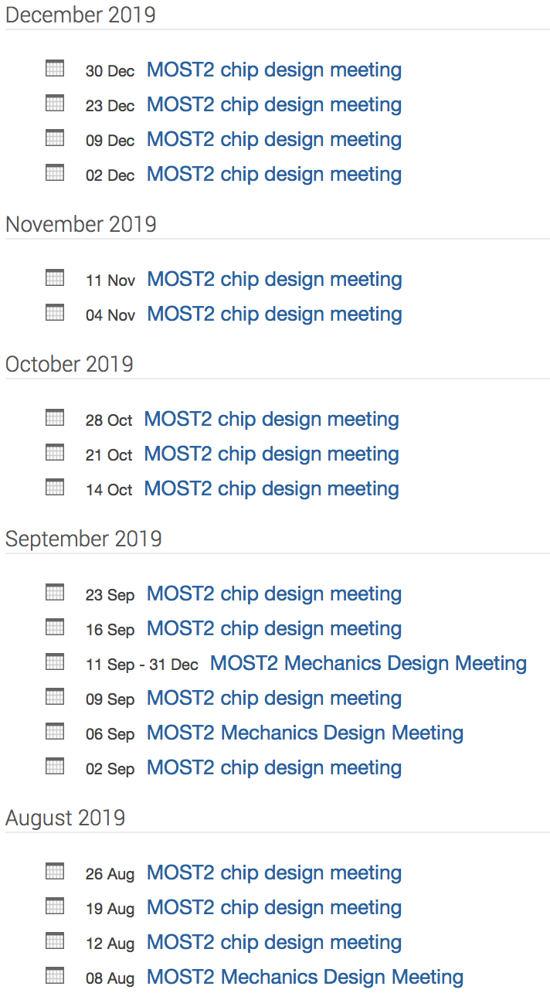 December 2019
30 Dec MOST2 chip design meeting
23 Dec MOST2 chip design meeting
09 Dec MOST2 chip design meeting
02 Dec MOST2 chip design meeting
November 2019
11 Nov MOST2 chip design meeting
04 Nov MOST2 chip design meeting
October 2019
28 Oct MOST2 chip design meeting
21 Oct MOST2 chip design meeting
14 Oct MOST2 chip design meeting
September 2019
23 Sep MOST2 chip design meeting
16 Sep MOST2 chip design meeting
11 Sep - 31 Dec MOST2 Mechanics Design Meeting
09 Sep MOST2 chip design meeting
06 Sep MOST2 Mechanics Design Meeting
02 Sep MOST2 chip design meeting
August 2019
26 Aug MOST2 chip design meeting
19 Aug MOST2 chip design meeting
12 Aug MOST2 chip design meeting
08 Aug MOST2 Mechanics Design Meeting